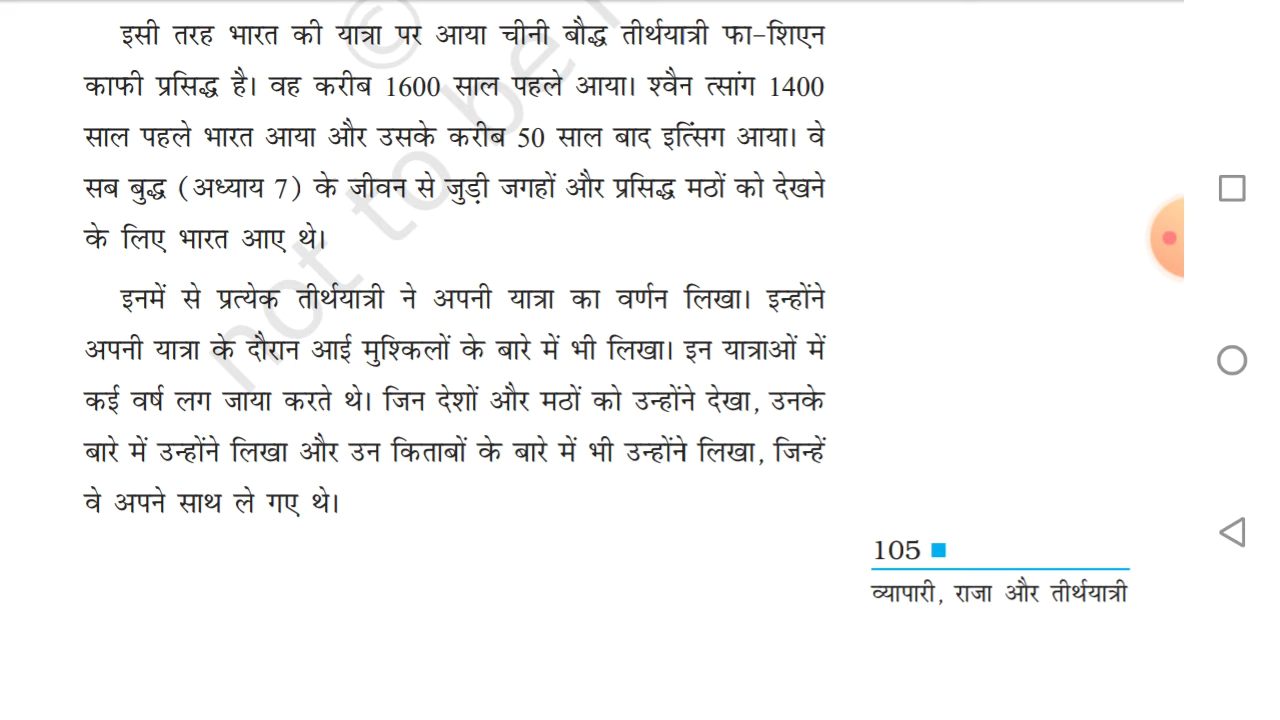 इसी तरह भारत की यात्रा पर आया चीनी बौद्ध तीर्थयात्री फा-शिएन
काफी प्रसिद्ध है। वह करीब 1600 साल पहले आया। श्वैन त्सांग 1400
साल पहले भारत आया और उसके करीब 50 साल बाद इत्सिंग आया। वे
सब बुद्ध (अध्याय 7) के जीवन से जुड़ी जगहों और प्रसिद्ध मठों को देखने
के लिए भारत आए थे।
इनमें से प्रत्येक तीर्थयात्री ने अपनी यात्रा का वर्णन लिखा। इन्होंने
अपनी यात्रा के दौरान आई मुश्किलों के बारे में भी लिखा। इन यात्राओं में
कई वर्ष लग जाया करते थे। जिन देशों और मठों को उन्होंने देखा, उनके
बारे में उन्होंने लिखा और उन किताबों के बारे में भी उन्होंने लिखा, जिन्हें
वे अपने साथ ले गए थे।
© not to be
105
व्यापारी, राजा और तीर्थयात्री